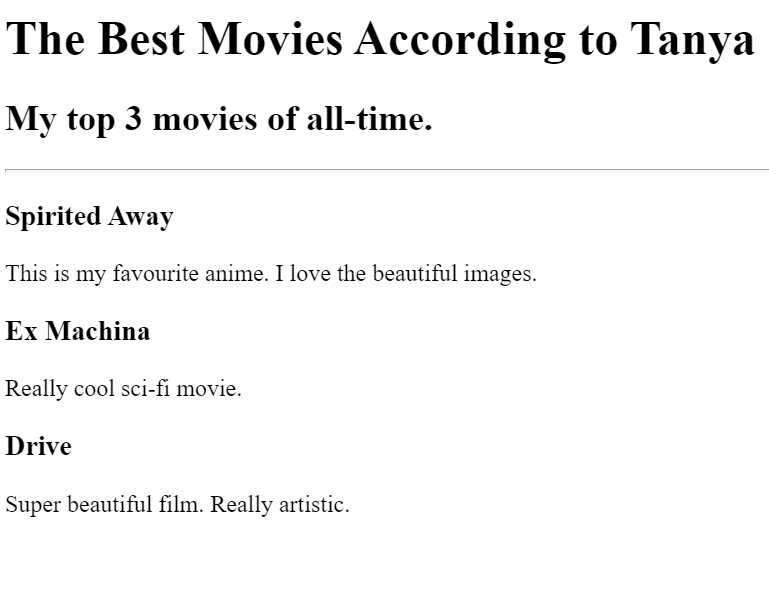 The Best Movies According to Tanya
My top 3 movies of all-time.
Spirited Away
This is my favourite anime. I love the beautiful images.
Ex Machina
Really cool sci-fi movie.
Drive
Super beautiful film. Really artistic.